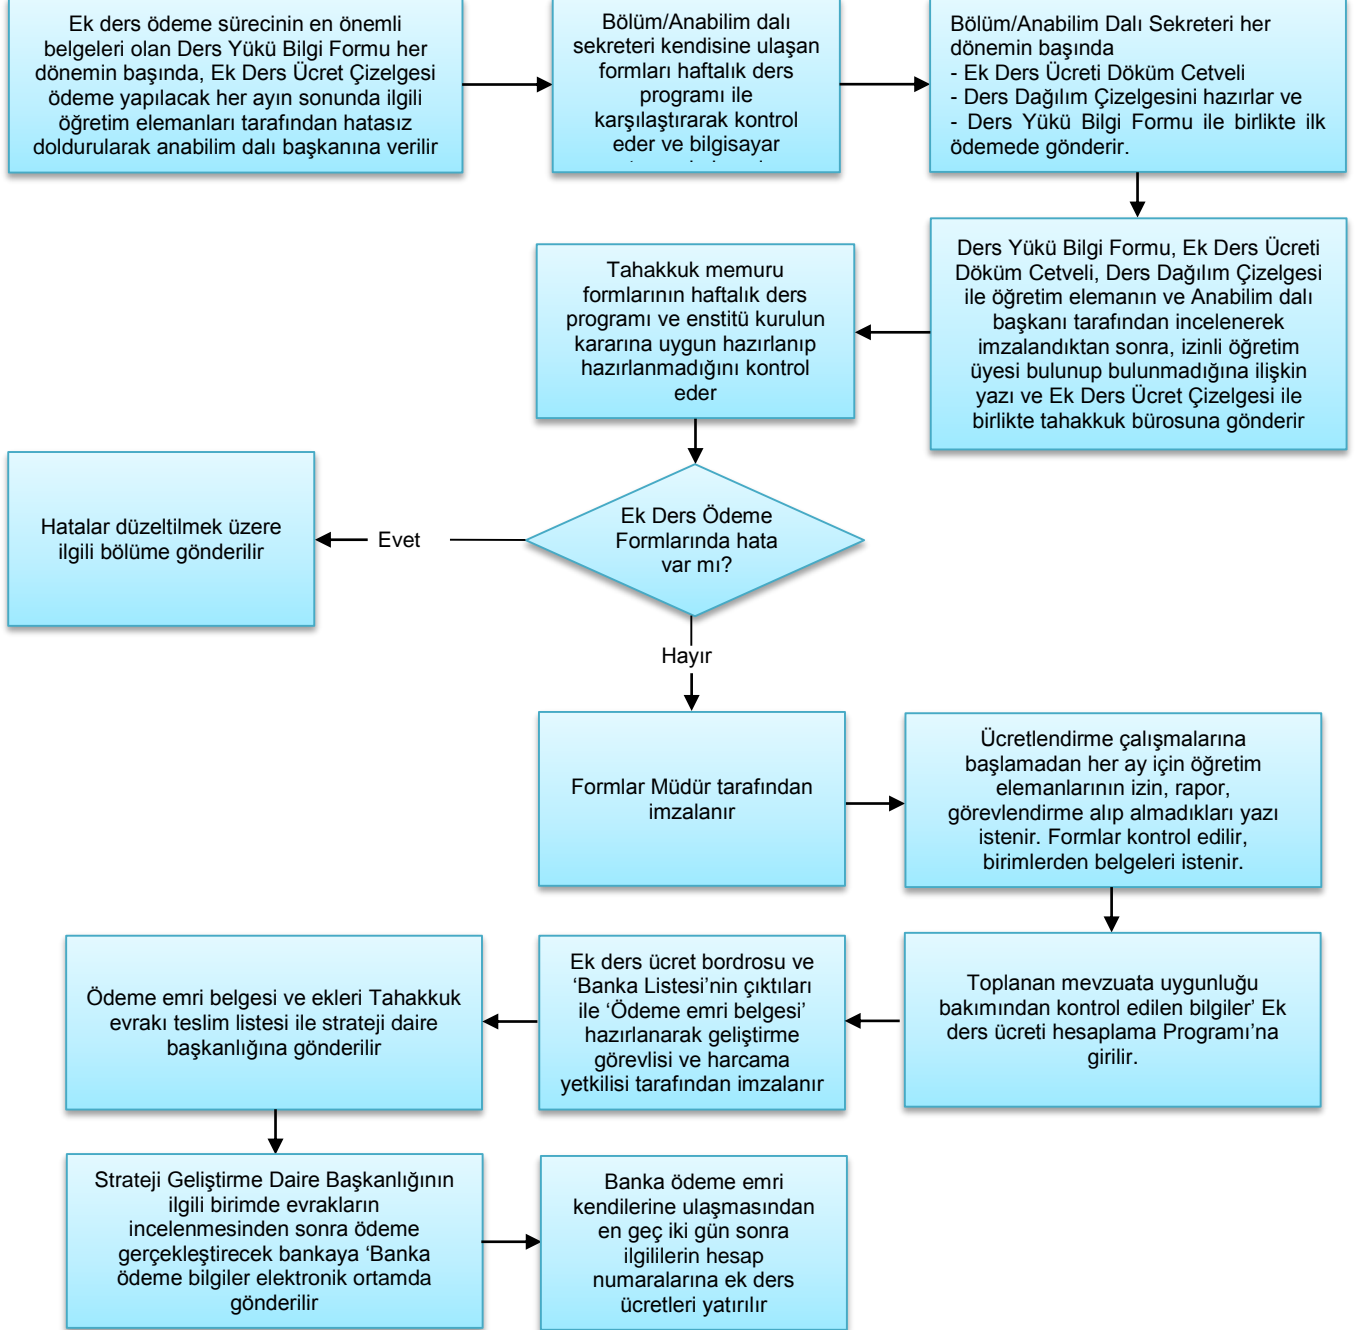 Ek ders ödeme sürecinin en önemli
belgeleri olan Ders Yükü Bilgi Formu her
dönemin başında, Ek Ders Ücret Çizelgesi
ödeme yapılacak her ayın sonunda ilgili
öğretim elemanları tarafından hatasız
doldurularak anabilim dalı başkanına verilir
Bölüm/Anabilim dalı
sekreteri kendisine ulaşan
formları haftalık ders
programı ile
karşılaştırarak kontrol
eder ve bilgisayar
Bölüm/Anabilim Dalı Sekreteri her
dönemin başında
- Ek Ders Ücreti Döküm Cetveli
- Ders Dağılım Çizelgesini hazırlar ve
- Ders Yükü Bilgi Formu ile birlikte ilk
ödemede gönderir.
Ders Yükü Bilgi Formu, Ek Ders Ücreti
Döküm Cetveli, Ders Dağılım Çizelgesi
ile öğretim elemanın ve Anabilim dalı
başkanı tarafından incelenerek
imzalandıktan sonra, izinli öğretim
üyesi bulunup bulunmadığına ilişkin
yazı ve Ek Ders Ücret Çizelgesi ile
birlikte tahakkuk bürosuna gönderir
Tahakkuk memuru
formlarının haftalık ders
programı ve enstitü kurulun
kararına uygun hazırlanıp
hazırlanmadığını kontrol
eder
Ek Ders Ödeme
Formlarında hata
var mı?
Evet
Hatalar düzeltilmek üzere
ilgili bölüme gönderilir
Hayır
Formlar Müdür tarafından
imzalanır
Ücretlendirme çalışmalarına
başlamadan her ay için öğretim
elemanlarının izin, rapor,
görevlendirme alıp almadıkları yazı
istenir. Formlar kontrol edilir,
birimlerden belgeleri istenir.
Toplanan mevzuata uygunluğu
bakımından kontrol edilen bilgiler’ Ek
ders ücreti hesaplama Programı’na
girilir.
Ek ders ücret bordrosu ve
‘Banka Listesi’nin çıktıları
ile ‘Ödeme emri belgesi’
hazırlanarak geliştirme
görevlisi ve harcama
yetkilisi tarafından imzalanır
Ödeme emri belgesi ve ekleri Tahakkuk
evrakı teslim listesi ile strateji daire
başkanlığına gönderilir
Strateji Geliştirme Daire Başkanlığının
ilgili birimde evrakların
incelenmesinden sonra ödeme
gerçekleştirecek bankaya ‘Banka
ödeme bilgiler elektronik ortamda
gönderilir
Banka ödeme emri
kendilerine ulaşmasından
en geç iki gün sonra
ilgililerin hesap
numaralarına ek ders
ücretleri yatırılır